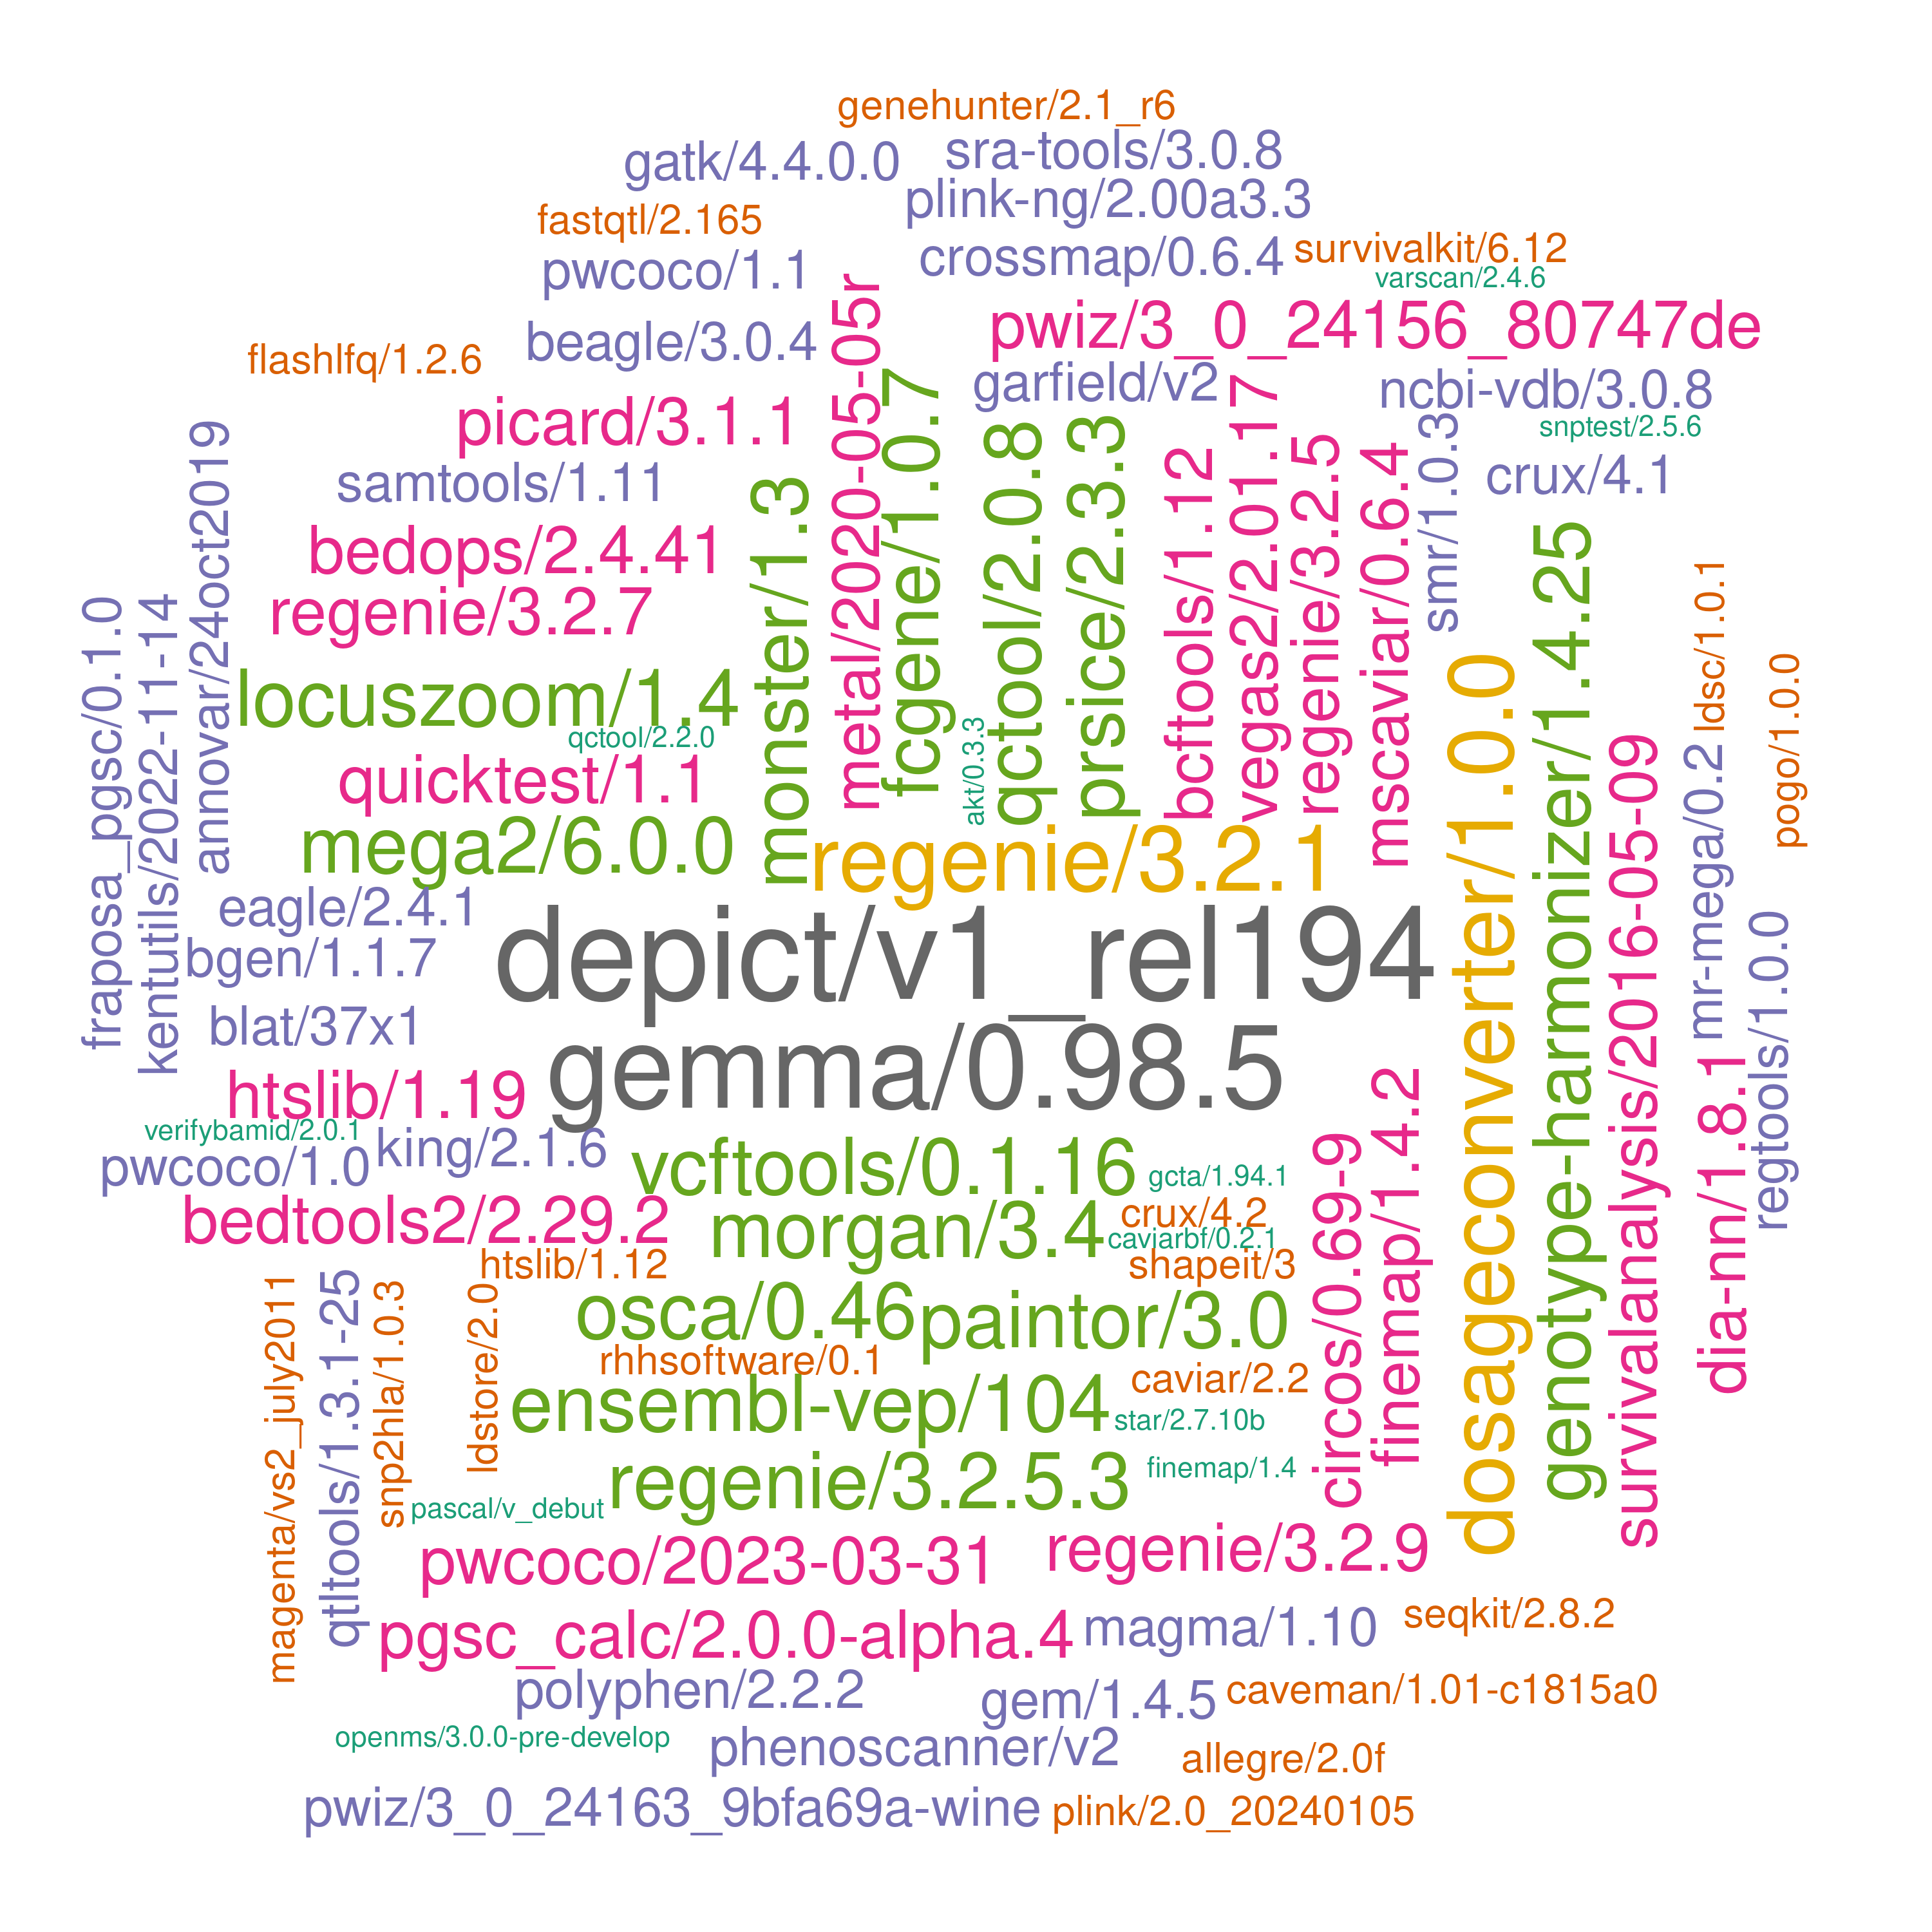 genehunter/2.1_r6
gatk/4.4.0.0
sra-tools/3.0.8
plink-ng/2.00a3.3
fastqtl/2.165
pwcoco/1.1
crossmap/0.6.4
survivalkit/6.12
varscan/2.4.6
pwiz/3_0_24156_80747de
beagle/3.0.4
flashlfq/1.2.6
garfield/v2
ncbi-vdb/3.0.8
picard/3.1.1
snptest/2.5.6
samtools/1.11
crux/4.1
bedops/2.4.41
regenie/3.2.7
fraposa_pgsc/0.1.0
kentutils/2022-11-14
annovar/24oct2019
monster/1.3
metal/2020-05-05r
fcgene/1.0.7
akt/0.3.3
qctool/2.0.8
prsice/2.3.3
bcftools/1.12
vegas2/2.01.17
regenie/3.2.5
mscaviar/0.6.4
smr/1.0.3
dosageconverter/1.0.0
genotype-harmonizer/1.4.25
survivalanalysis/2016-05-09
mr-mega/0.2
ldsc/1.0.1
pogo/1.0.0
locuszoom/1.4
qctool/2.2.0
quicktest/1.1
mega2/6.0.0
regenie/3.2.1
eagle/2.4.1
bgen/1.1.7
depict/v1_rel194
blat/37x1
gemma/0.98.5
htslib/1.19
dia-nn/1.8.1
regtools/1.0.0
verifybamid/2.0.1
pwcoco/1.0
king/2.1.6
vcftools/0.1.16
gcta/1.94.1
circos/0.69-9
finemap/1.4.2
bedtools2/2.29.2
morgan/3.4
crux/4.2
caviarbf/0.2.1
htslib/1.12
shapeit/3
magenta/vs2_july2011
qtltools/1.3.1-25
snp2hla/1.0.3
ldstore/2.0
osca/0.46
paintor/3.0
rhhsoftware/0.1
caviar/2.2
ensembl-vep/104
star/2.7.10b
regenie/3.2.5.3
finemap/1.4
pascal/v_debut
pwcoco/2023-03-31
regenie/3.2.9
pgsc_calc/2.0.0-alpha.4
magma/1.10
seqkit/2.8.2
polyphen/2.2.2
gem/1.4.5
caveman/1.01-c1815a0
openms/3.0.0-pre-develop
phenoscanner/v2
allegre/2.0f
pwiz/3_0_24163_9bfa69a-wine
plink/2.0_20240105